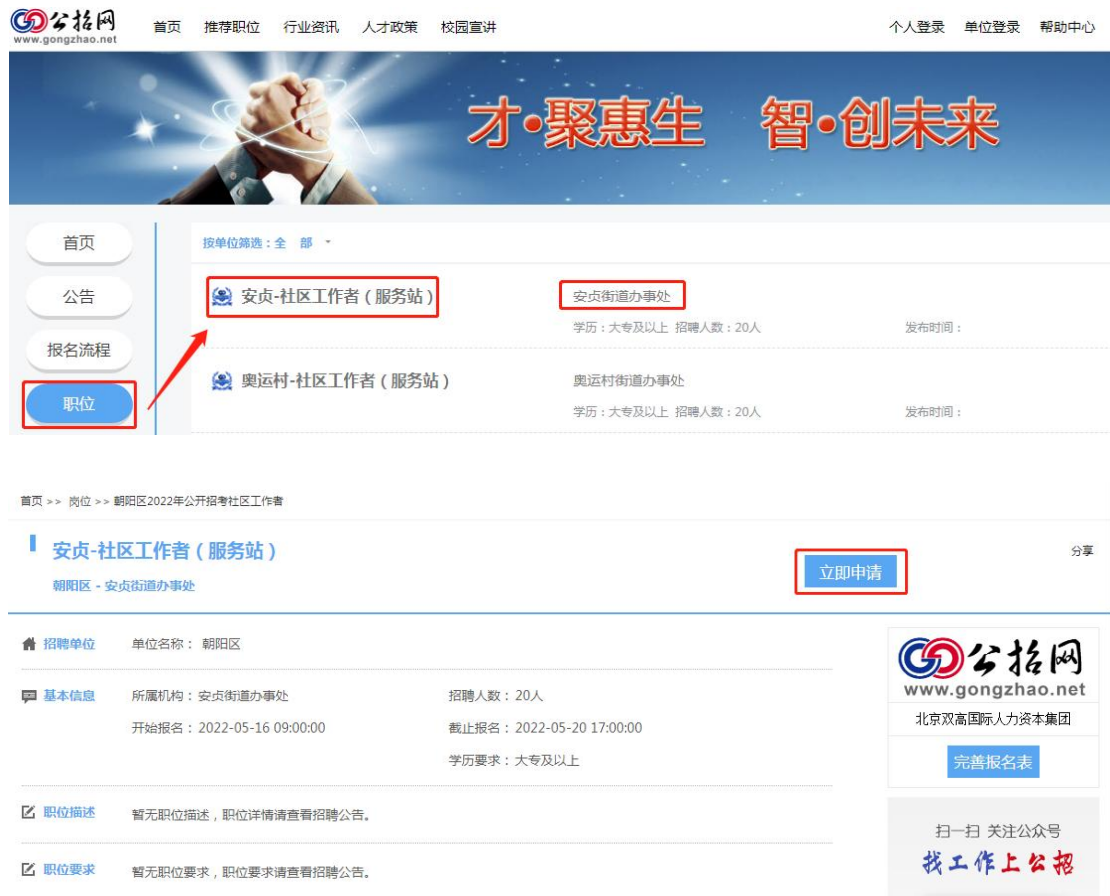 公招网
www.gongzhao.net
首页 推荐职位 行业资讯 人才政策 校园宣讲 个人登录 单位登录 帮助中心
才•聚惠生 智•创未来
首页
公告
报名流程
职位
按单位筛选：全 部
安贞-社区工作者（服务站） 安贞街道办事处
学历：大专及以上 招聘人数：20人 发布时间：
奥运村-社区工作者（服务站） 奥运村街道办事处
学历：大专及以上 招聘人数：20人 发布时间：
首页 >> 岗位 >> 朝阳区2022年公开招考社区工作者
安贞-社区工作者（服务站）
朝阳区 - 安贞街道办事处
立即申请
分享
招聘单位 单位名称： 朝阳区
基本信息 所属机构：安贞街道办事处 招聘人数：20人
开始报名：2022-05-16 09:00:00 截止报名：2022-05-20 17:00:00
学历要求：大专及以上
职位描述 暂无职位描述，职位详情请查看招聘公告。
职位要求 暂无职位要求，职位要求请查看招聘公告。
公招网
www.gongzhao.net
北京双高国际人力资本集团
完善报名表
扫一扫 关注公众号
找工作上公招